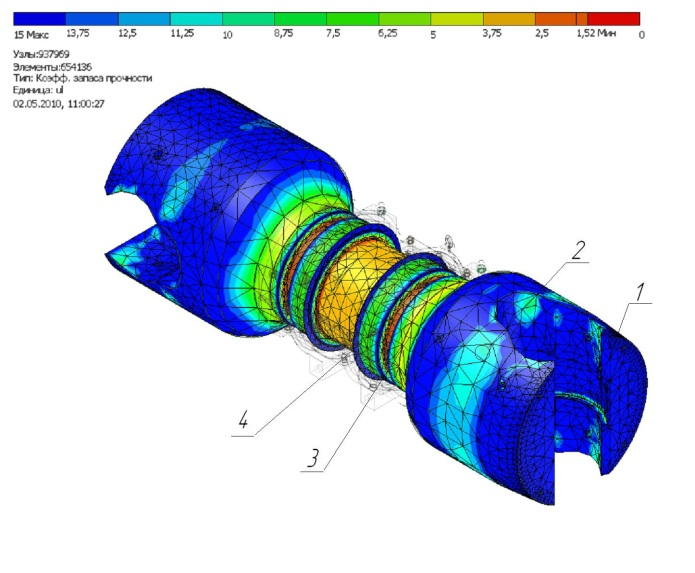 15 Макс 13,75 12,5 11,25 10 8,75 7,5 6,25 5 3,75 2,5 1,52 Мин 0
Узлы:937969
Элементы:654136
Тип: Коэфф. запаса прочности
Единица: ul
02.05.2010, 11:00:27
2
1
4
3